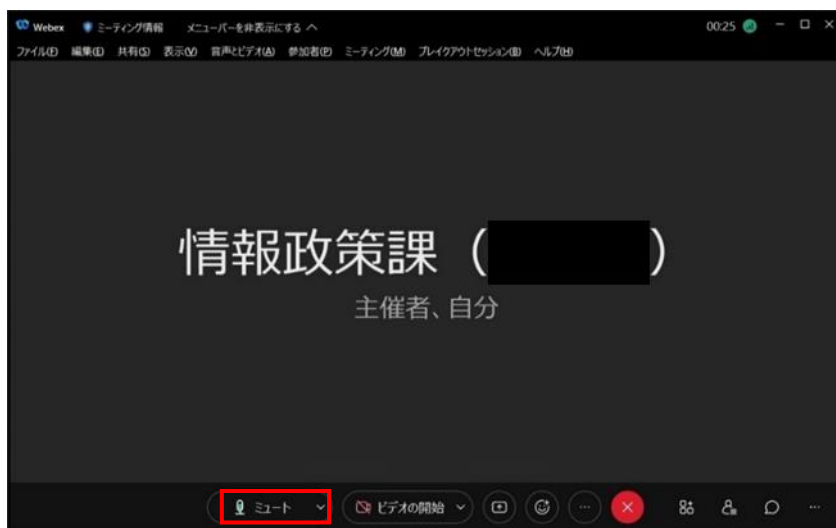 Webex ミーティング情報 メニューバーを非表示にする 00:25
ファイル(F) 編集(E) 共有(S) 表示(V) 音声とビデオ(A) 参加者(P) ミーティング(M) ブレイクアウトセッション(B) ヘルプ(H)
情報政策課（ ）
主催者、自分
ミュート ビデオの開始